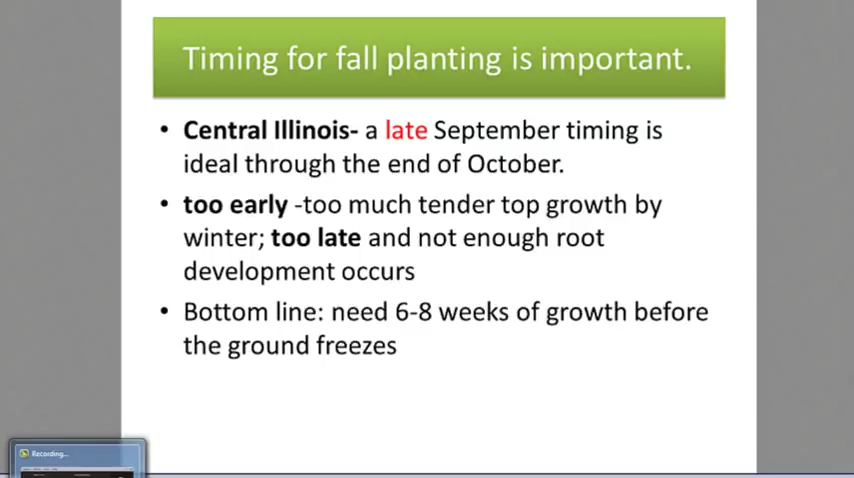 Timing for fall planting is important.
• Central Illinois- a late September timing is
ideal through the end of October.
• too early -too much tender top growth by
winter; too late and not enough root
development occurs
• Bottom line: need 6-8 weeks of growth before
the ground freezes
Recording...